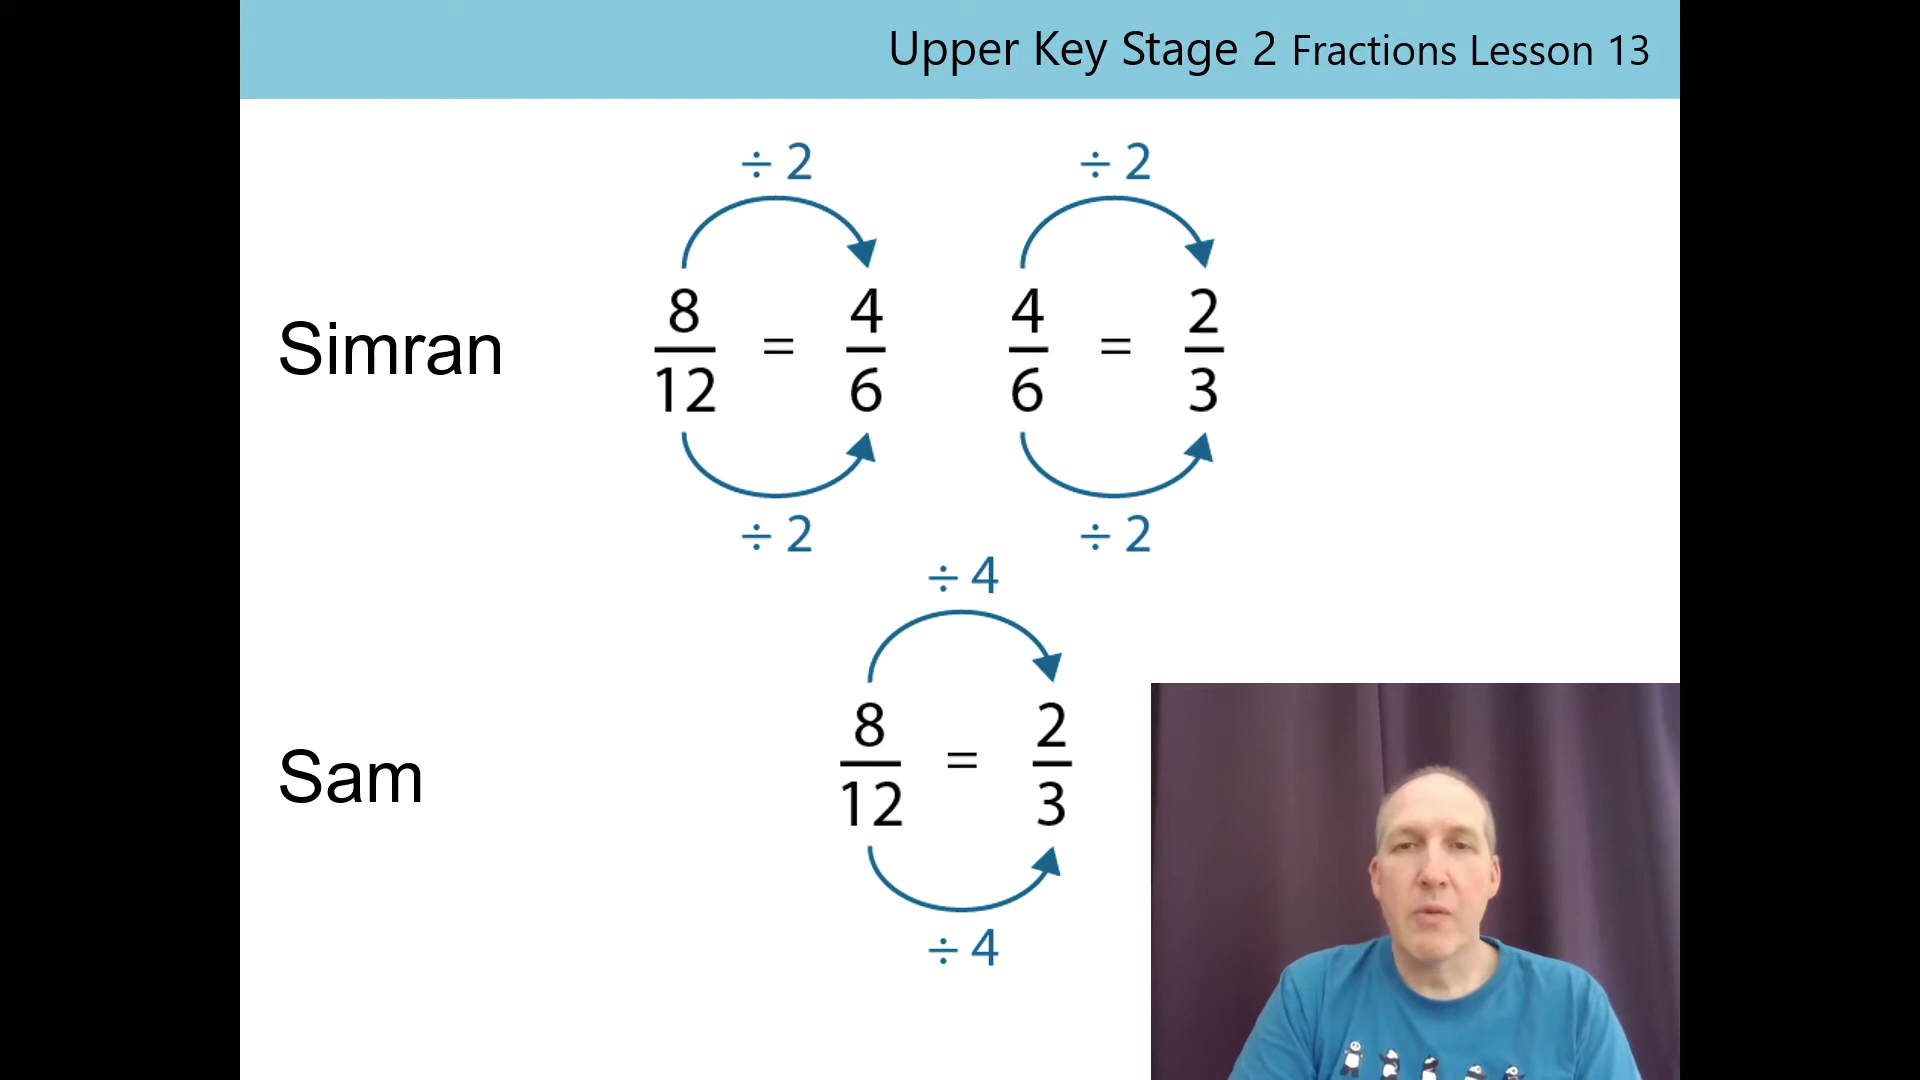 Upper Key Stage 2 Fractions Lesson 13
÷ 2 ÷ 2
Simran
8/12 = 4/6 4/6 = 2/3
÷ 2 ÷ 2
÷ 4
Sam
8/12 = 2/3
÷ 4